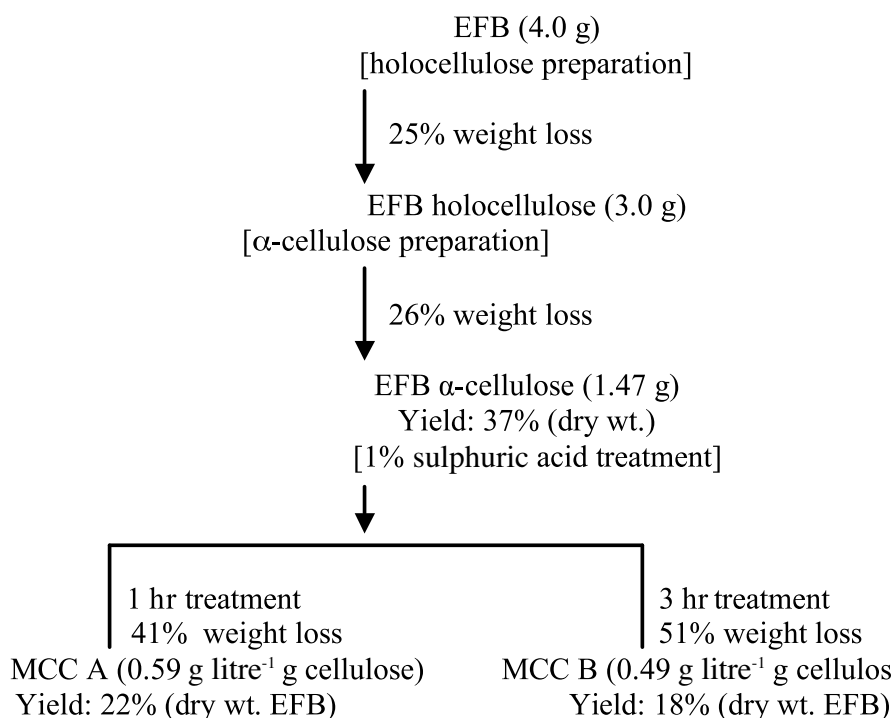 EFB (4.0 g)
[holocellulose preparation]
25% weight loss
EFB holocellulose (3.0 g)
[α-cellulose preparation]
26% weight loss
EFB α-cellulose (1.47 g)
Yield: 37% (dry wt.)
[1% sulphuric acid treatment]
1 hr treatment
41% weight loss
MCC A (0.59 g litre⁻¹ g cellulose)
Yield: 22% (dry wt. EFB)
3 hr treatment
51% weight loss
MCC B (0.49 g litre⁻¹ g cellulos
Yield: 18% (dry wt. EFB)